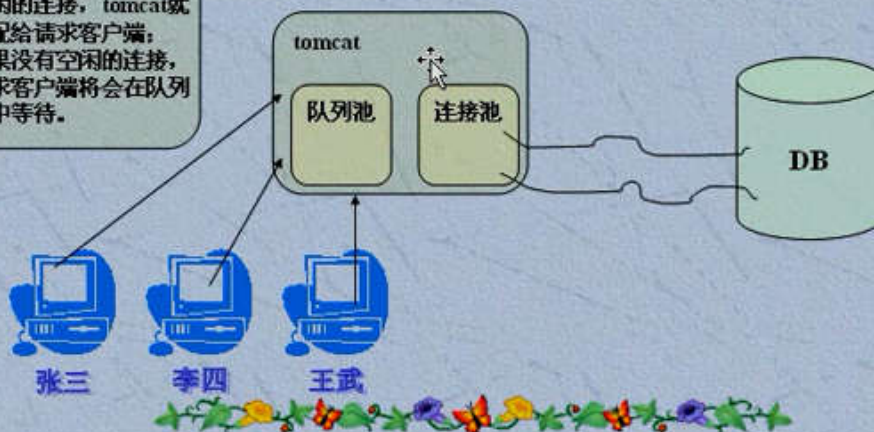 闲的连接，tomcat就
配给请求客户端；
果没有空闲的连接，
求客户端将会在队列
中等待。
tomcat
队列池
连接池
DB
张三
李四
王武